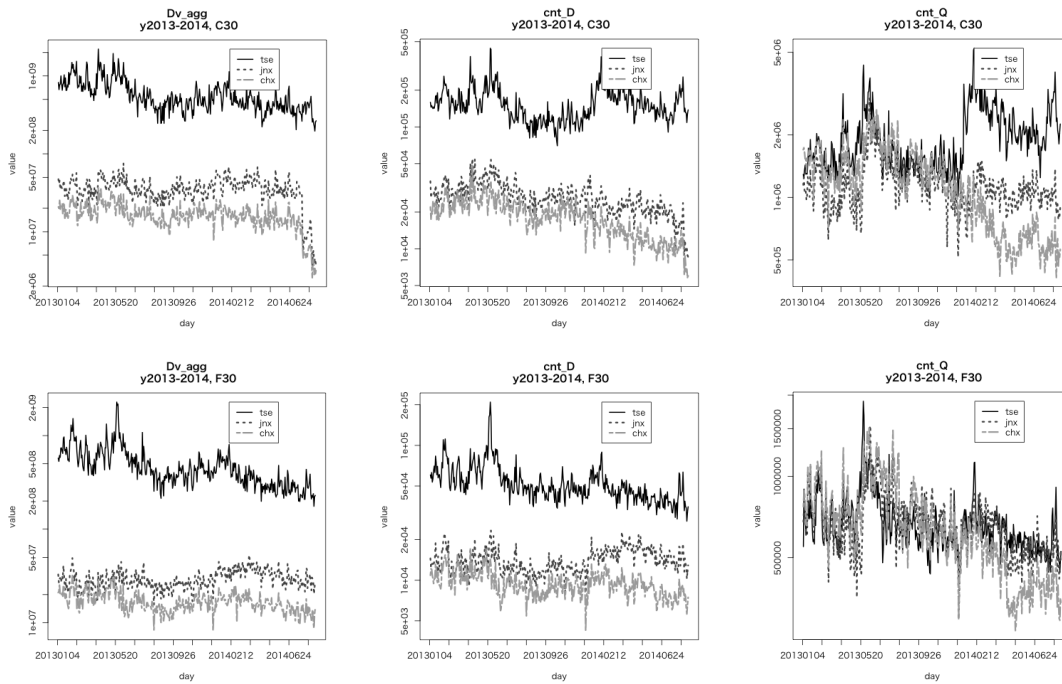 Dv_agg
y2013-2014, C30
value
1e+09
2e+08
5e+07
1e+07
2e+06
tse
jnx
chx
20130104 20130520 20130926 20140212 20140624
day
cnt_D
y2013-2014, C30
value
5e+05
2e+05
1e+05
5e+04
2e+04
1e+04
5e+03
tse
jnx
chx
20130104 20130520 20130926 20140212 20140624
day
cnt_Q
y2013-2014, C30
value
5e+06
2e+06
1e+06
5e+05
tse
jnx
chx
20130104 20130520 20130926 20140212 20140624
day
Dv_agg
y2013-2014, F30
value
2e+09
5e+08
2e+08
5e+07
1e+07
tse
jnx
chx
20130104 20130520 20130926 20140212 20140624
day
cnt_D
y2013-2014, F30
value
2e+05
1e+05
5e+04
2e+04
1e+04
5e+03
tse
jnx
chx
20130104 20130520 20130926 20140212 20140624
day
cnt_Q
y2013-2014, F30
value
1500000
1000000
500000
tse
jnx
chx
20130104 20130520 20130926 20140212 20140624
day